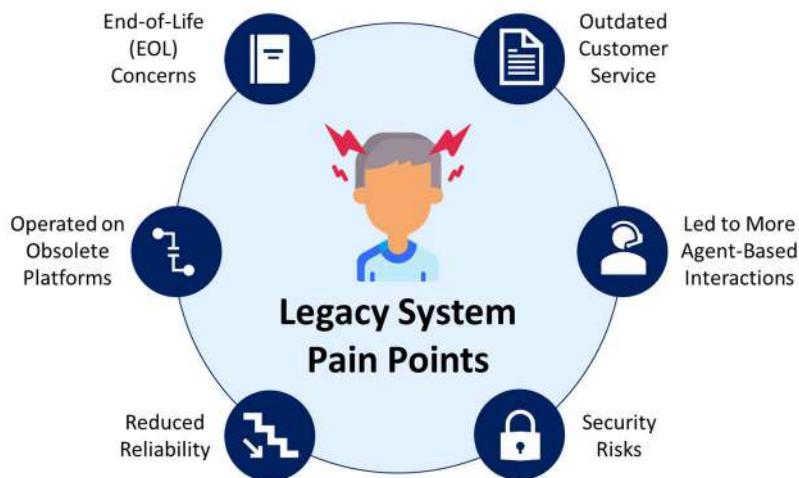 End-of-Life
(EOL)
Concerns
Outdated
Customer
Service
Operated on
Obsolete
Platforms
Led to More
Agent-Based
Interactions
Legacy System
Pain Points
Reduced
Reliability
Security
Risks